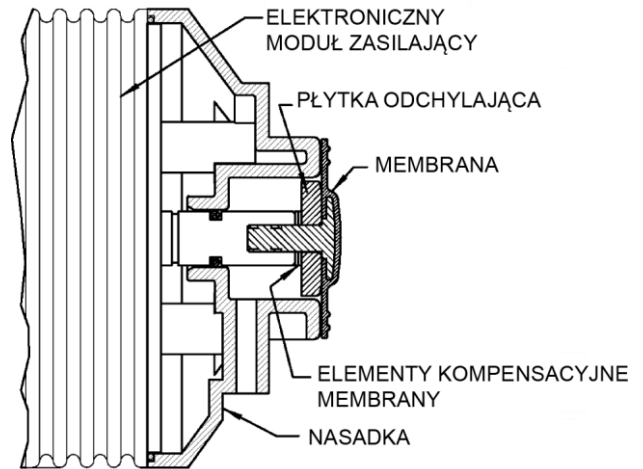 ELEKTRONICZNY
MODUŁ ZASILAJĄCY
PŁYTKA ODCHYLAJĄCA
MEMBRANA
ELEMENTY KOMPENSACYJNE
MEMBRANY
NASADKA